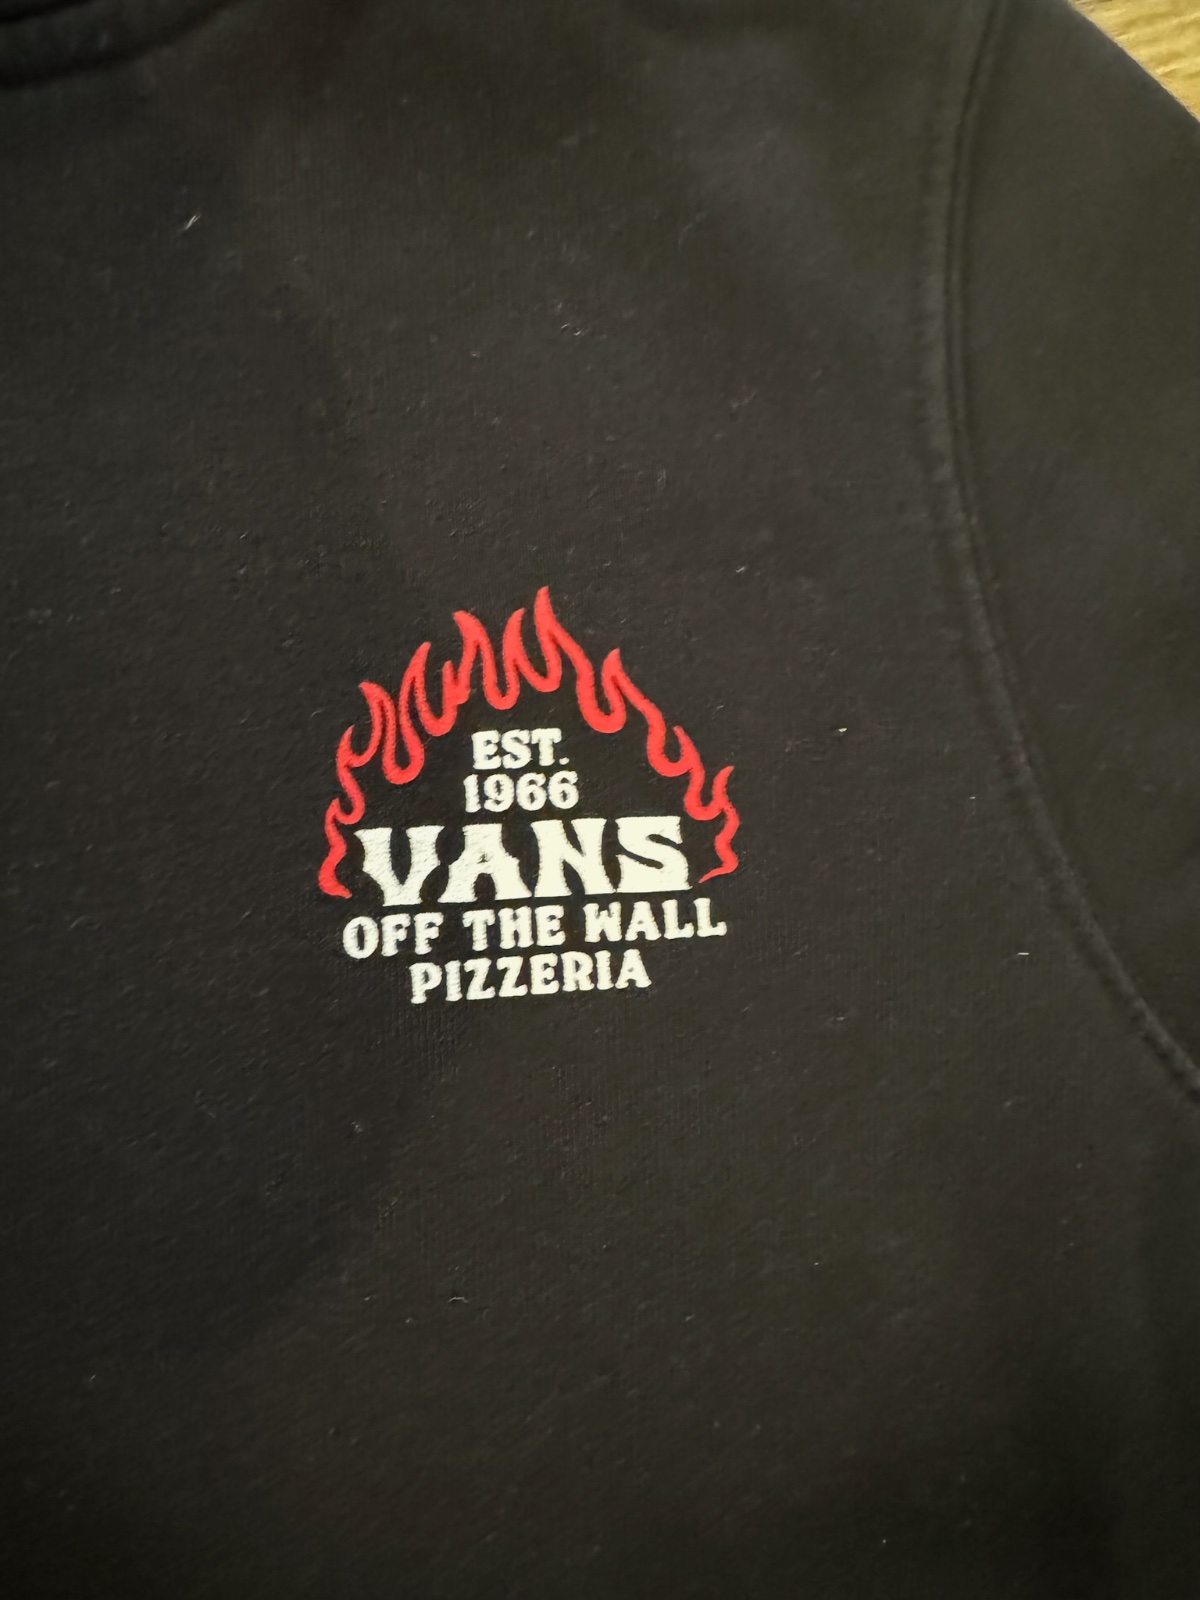 EST.
1966
VANS
OFF THE WALL
PIZZERIA